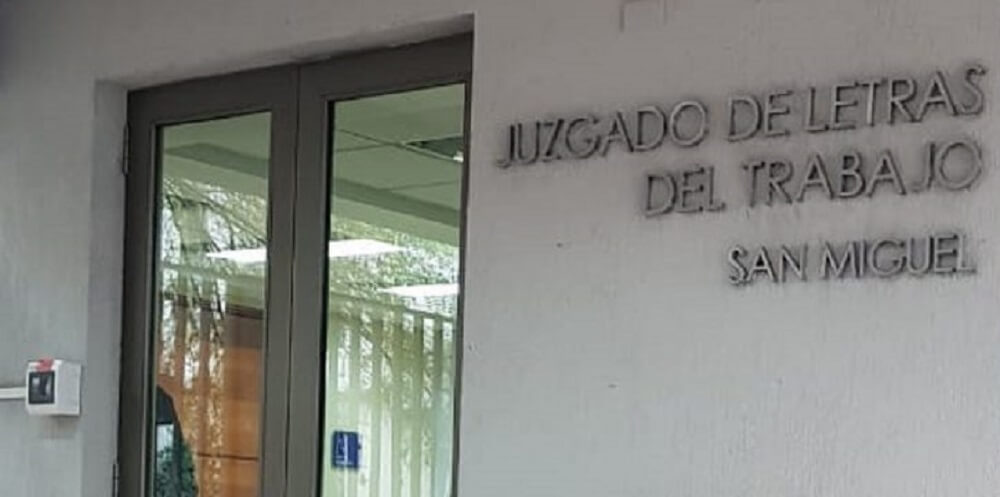 JUZGADO DE LETRAS
DEL TRABAJO
SAN MIGUEL